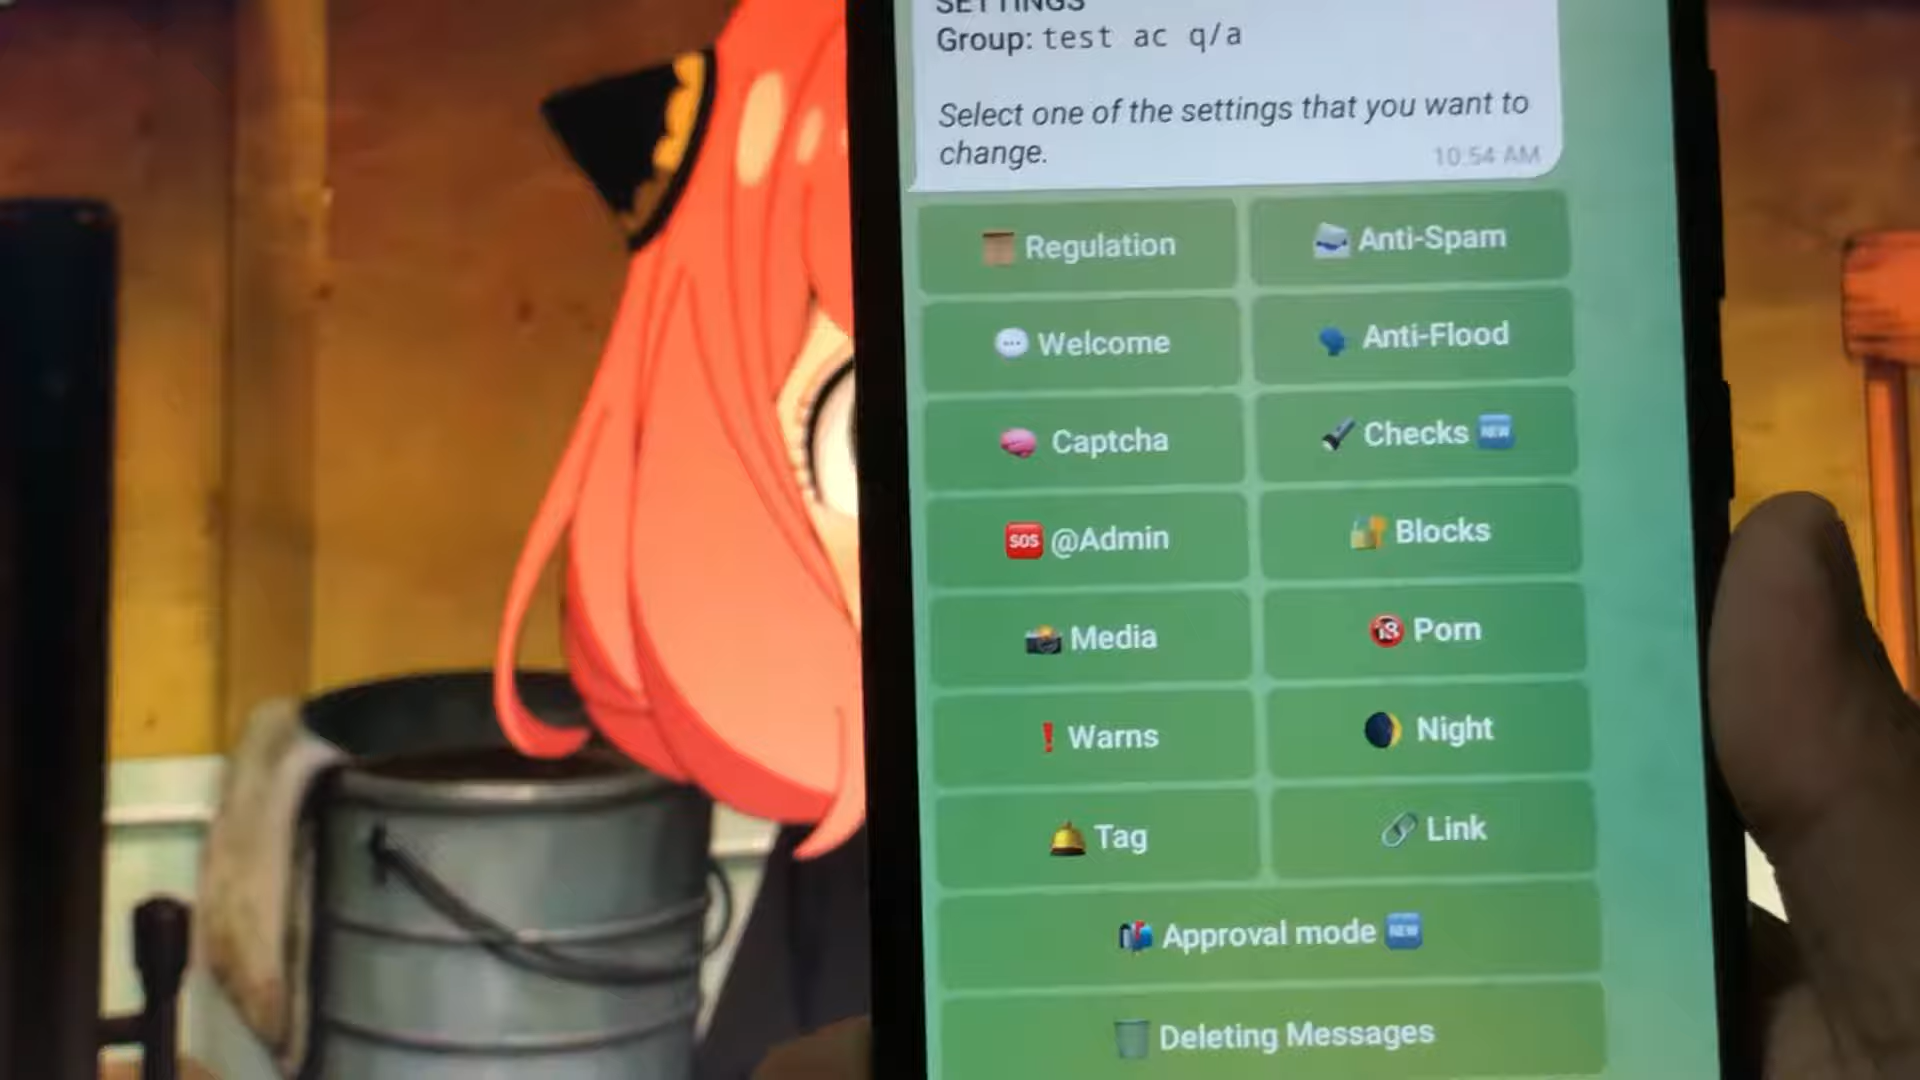 SETTINGS
Group: test ac q/a
Select one of the settings that you want to
change.
10:54 AM
Regulation
Anti-Spam
Welcome
Anti-Flood
Captcha
Checks NEW
SOS @Admin
Blocks
Media
18 Porn
Warns
Night
Tag
Link
Approval mode NEW
Deleting Messages